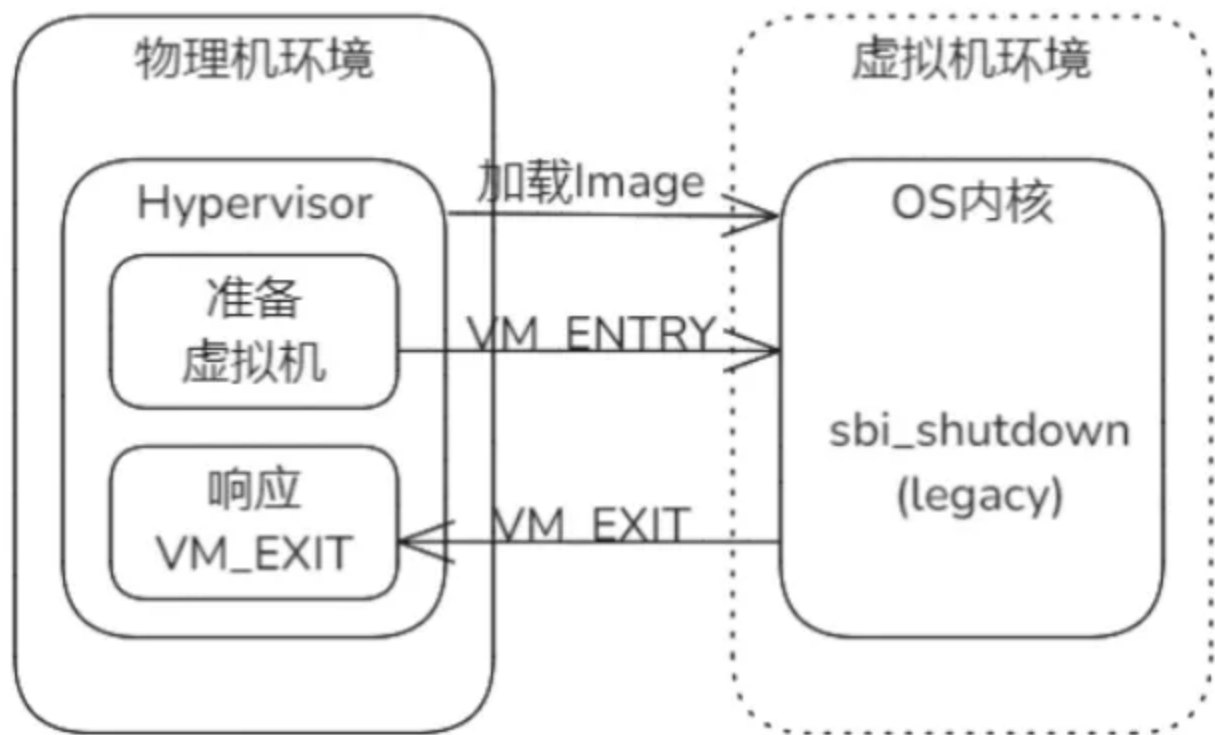 物理机环境
虚拟机环境
Hypervisor
加载Image
OS内核
准备
虚拟机
VM_ENTRY
sbi_shutdown
(legacy)
响应
VM_EXIT
VM_EXIT